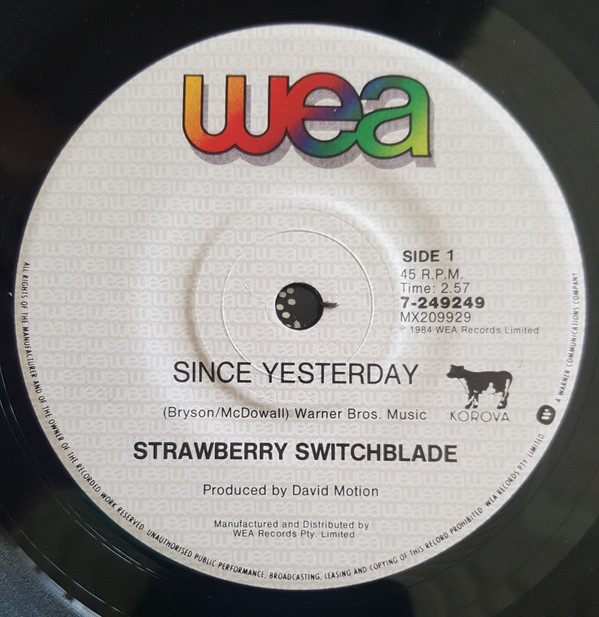 wea
SIDE 1
45 R.P.M.
Time: 2.57
7-249249
MX209929
℗ 1984 WEA Records Limited
SINCE YESTERDAY
(Bryson/McDowall) Warner Bros. Music
KOROVA
STRAWBERRY SWITCHBLADE
Produced by David Motion
Manufactured and Distributed by
WEA Records Pty. Limited
ALL RIGHTS OF THE MANUFACTURER AND OF THE OWNER OF THE RECORDED WORK RESERVED. UNAUTHORISED PUBLIC PERFORMANCE, BROADCASTING, LEASING AND COPYING OF THIS RECORD PROHIBITED. WEA RECORDS PTY. LIMITED
A WARNER COMMUNICATIONS COMPANY